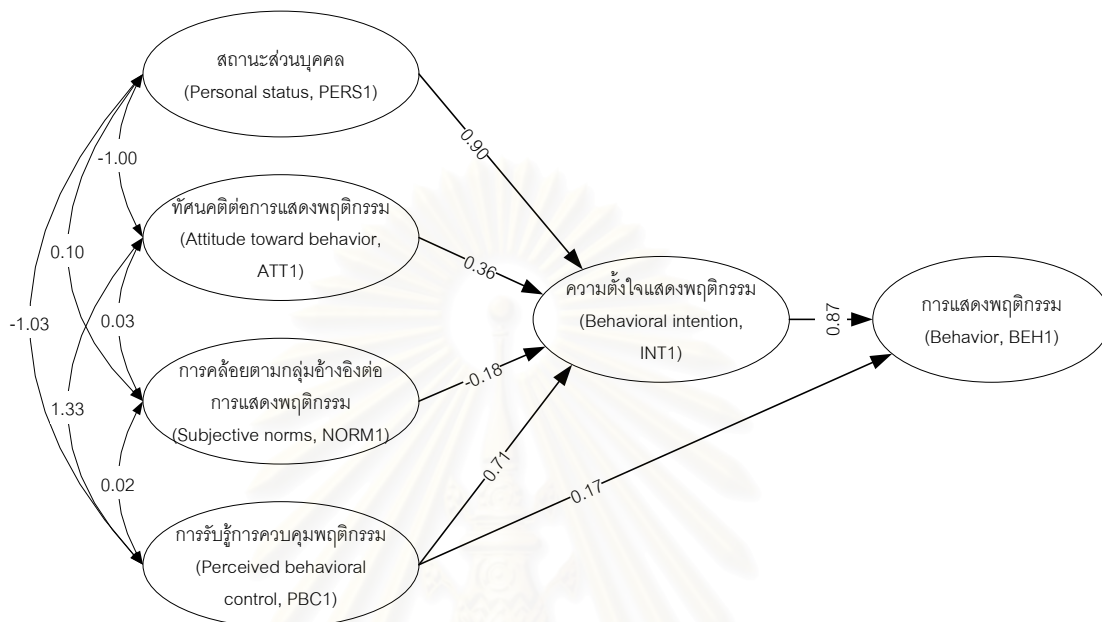 สถานะส่วนบุคคล
(Personal status, PERS1)
0.90
-1.00
ทัศนคติต่อการแสดงพฤติกรรม
(Attitude toward behavior,
ATT1)
0.36
0.10
0.03
-1.03
ความตั้งใจแสดงพฤติกรรม
(Behavioral intention,
INT1)
0.87
การแสดงพฤติกรรม
(Behavior, BEH1)
การคล้อยตามกลุ่มอ้างอิงต่อ
การแสดงพฤติกรรม
(Subjective norms, NORM1)
-0.18
1.33
0.02
0.71
0.17
การรับรู้การควบคุมพฤติกรรม
(Perceived behavioral
control, PBC1)